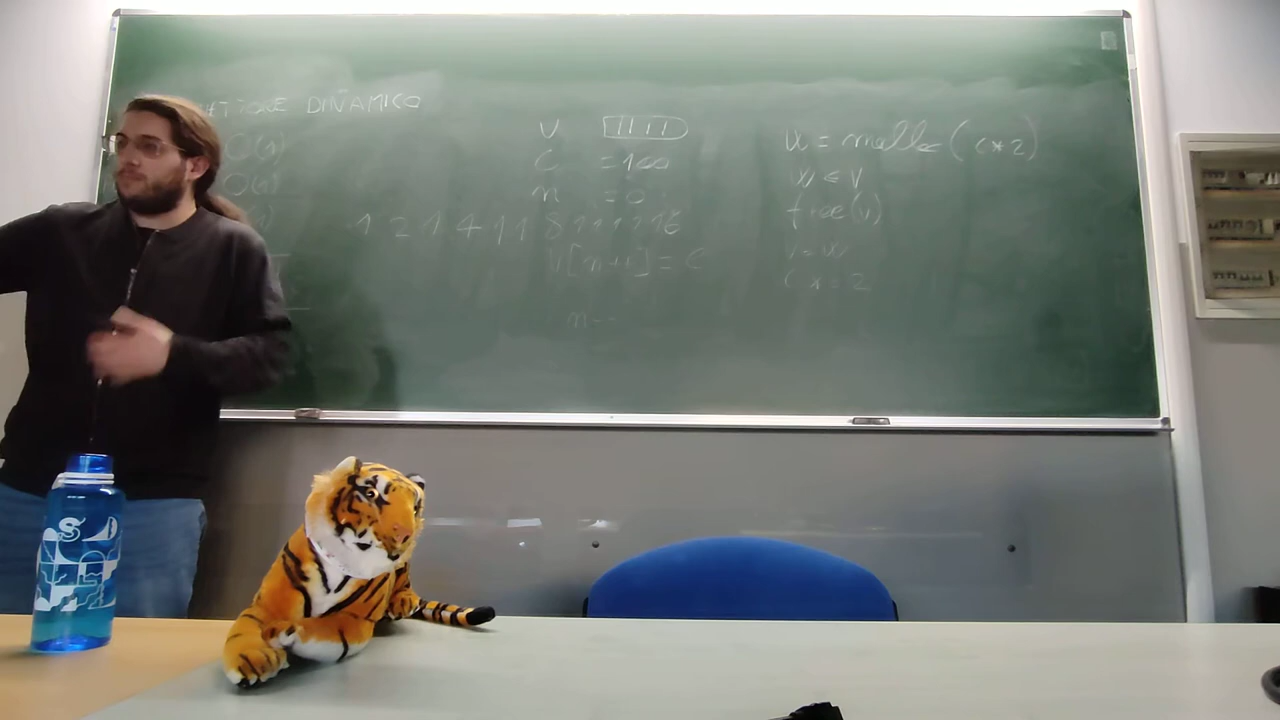 DINAMICO
O(1)
O(1)
V
C = 100
n = 0
1 2 1 4 1 1 8 1 1 1 1 16
V[n++] = C
n--
W = malloc ( c*2)
W ← V
free(v)
V = W
C *= 2